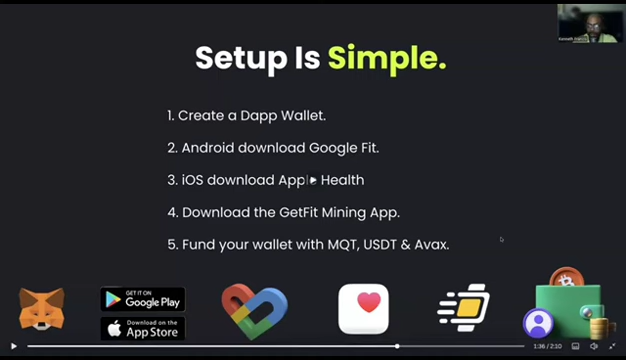 Setup Is Simple.
1. Create a Dapp Wallet.
2. Android download Google Fit.
3. iOS download Apple Health
4. Download the GetFit Mining App.
5. Fund your wallet with MQT, USDT & Avax.
GET IT ON
Google Play
Download on the
App Store
1:36 / 2:10